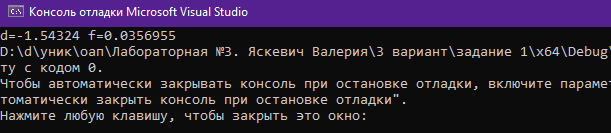 Консоль отладки Microsoft Visual Studio
d=-1.54324 f=0.0356955
D:\d\уник\оап\Лабораторная №3. Яскевич Валерия\3 вариант\задание 1\x64\Debug\
ту с кодом 0.
Чтобы автоматически закрывать консоль при остановке отладки, включите парамет
томатически закрыть консоль при остановке отладки".
Нажмите любую клавишу, чтобы закрыть это окно: